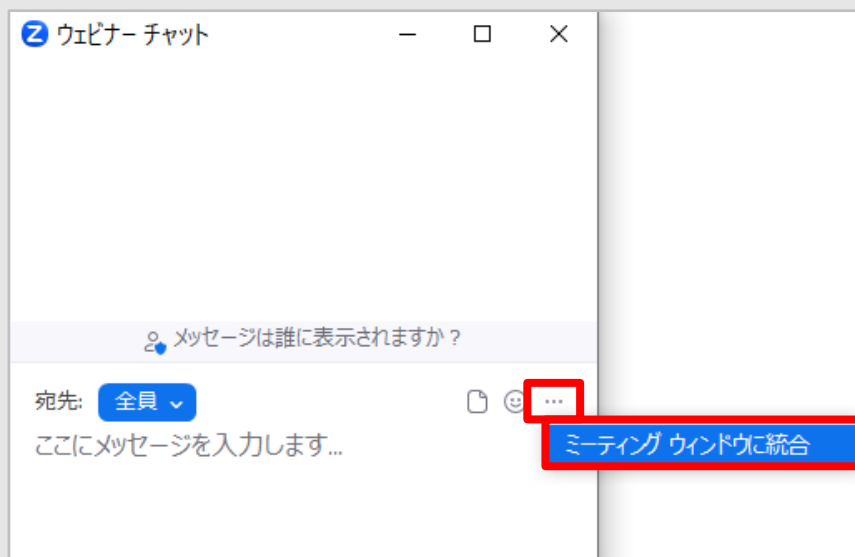 ウェビナー チャット
メッセージは誰に表示されますか？
宛先: 全員
ここにメッセージを入力します...
ミーティング ウィンドウに統合